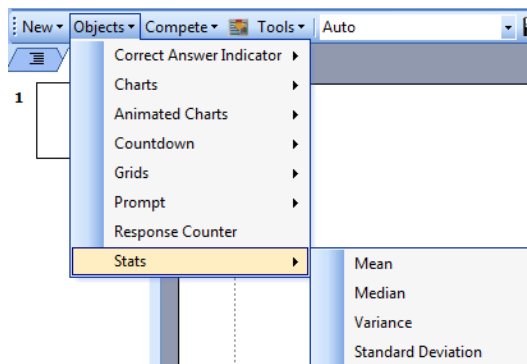 New Objects Compete Tools Auto
Correct Answer Indicator
1
Charts
Animated Charts
Countdown
Grids
Prompt
Response Counter
Stats
Mean
Median
Variance
Standard Deviation